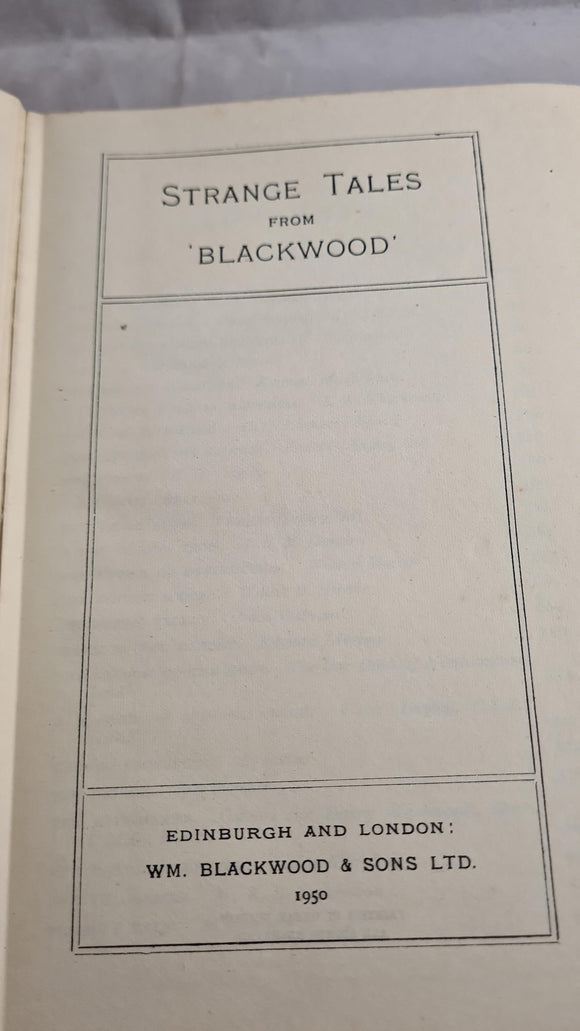 STRANGE TALES
FROM
'BLACKWOOD'
EDINBURGH AND LONDON:
WM. BLACKWOOD & SONS LTD.
1950